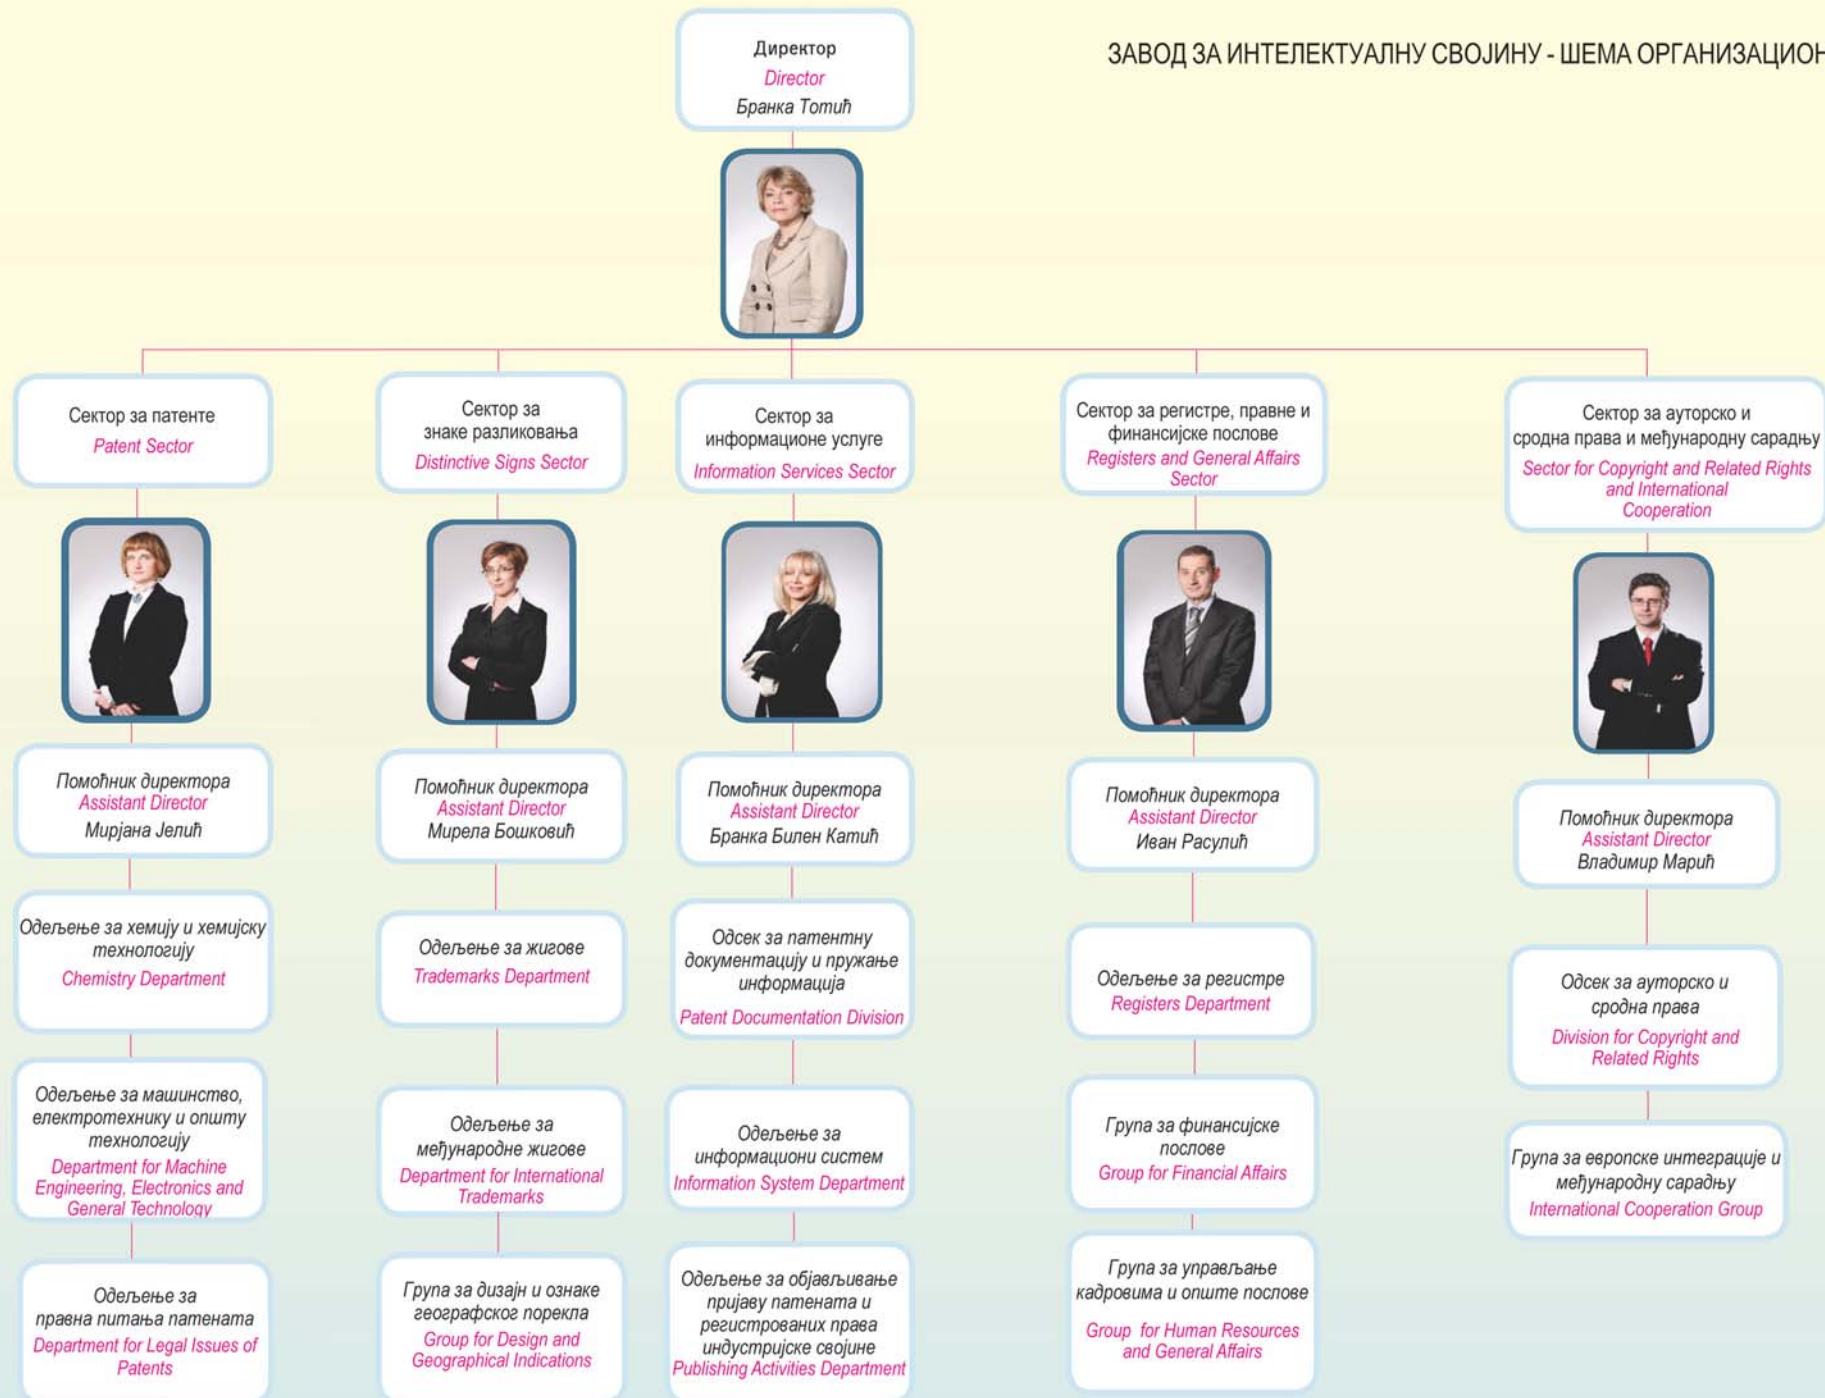 Директор
Director
Бранка Тотић
ЗАВОД ЗА ИНТЕЛЕКТУАЛНУ СВОЈИНУ - ШЕМА ОРГАНИЗАЦИОН
Сектор за патенте
Patent Sector
Помоћник директора
Assistant Director
Мирјана Јелић
Одељење за хемију и хемијску
технологију
Chemistry Department
Одељење за машинство,
електротехнику и општу
технологију
Department for Machine
Engineering, Electronics and
General Technology
Одељење за
правна питања патената
Department for Legal Issues of
Patents
Сектор за
знаке разликовања
Distinctive Signs Sector
Помоћник директора
Assistant Director
Мирела Бошковић
Одељење за жигове
Trademarks Department
Одељење за
међународне жигове
Department for International
Trademarks
Група за дизајн и ознаке
географског порекла
Group for Design and
Geographical Indications
Сектор за
информационе услуге
Information Services Sector
Помоћник директора
Assistant Director
Бранка Билен Катић
Одсек за патентну
документацију и пружање
информација
Patent Documentation Division
Одељење за
информациони систем
Information System Department
Одељење за објављивање
пријаву патената и
регистрованих права
индустријске својине
Publishing Activities Department
Сектор за регистре, правне и
финансијске послове
Registers and General Affairs
Sector
Помоћник директора
Assistant Director
Иван Расулић
Одељење за регистре
Registers Department
Група за финансијске
послове
Group for Financial Affairs
Група за управљање
кадровима и опште послове
Group for Human Resources
and General Affairs
Сектор за ауторско и
сродна права и међународну сарадњу
Sector for Copyright and Related Rights
and International
Cooperation
Помоћник директора
Assistant Director
Владимир Марић
Одсек за ауторско и
сродна права
Division for Copyright and
Related Rights
Група за европске интеграције и
међународну сарадњу
International Cooperation Group